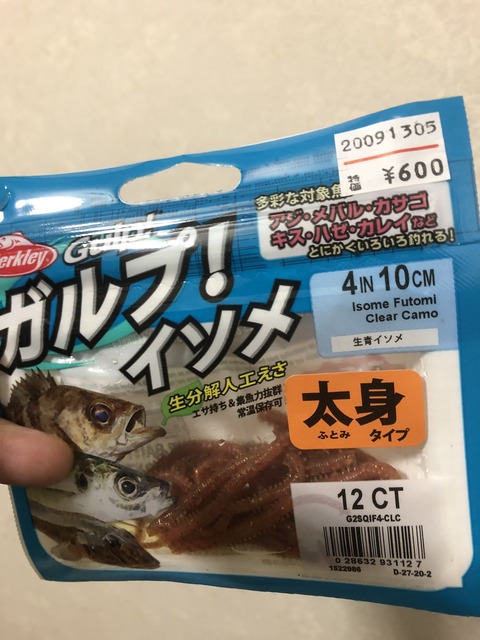 20091305
特価 ¥600
多彩な対象魚
アジ・メバル・カサゴ
キス・ハゼ・カレイなど
とにかくいろいろ釣れる!
erkley
Gulp!
ガルプ!
イソメ
4IN 10CM
Isome Futomi
Clear Camo
生青イソメ
生分解人工えさ
エサ持ち&集魚力抜群
常温保存可
太身
ふとみ タイプ
12 CT
G2SQIF4-CLC
0 28632 93112 7
1522986 D-27-20-2